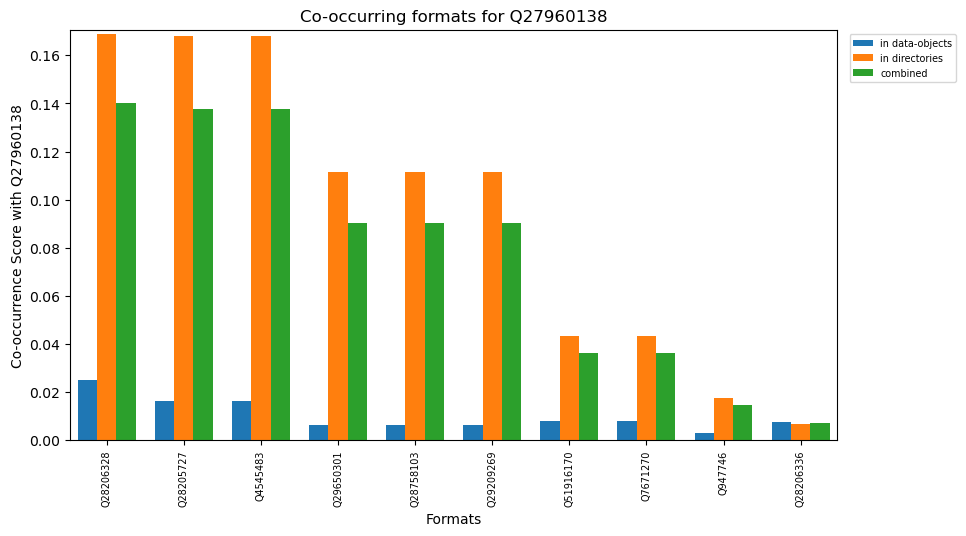 Co-occurring formats for Q27960138
Co-occurrence Score with Q27960138
0.16
0.14
0.12
0.10
0.08
0.06
0.04
0.02
0.00
Q28206328
Q28205727
Q4545483
Q29650301
Q28758103
Q29209269
Q51916170
Q7671270
Q947746
Q28206336
Formats
in data-objects
in directories
combined